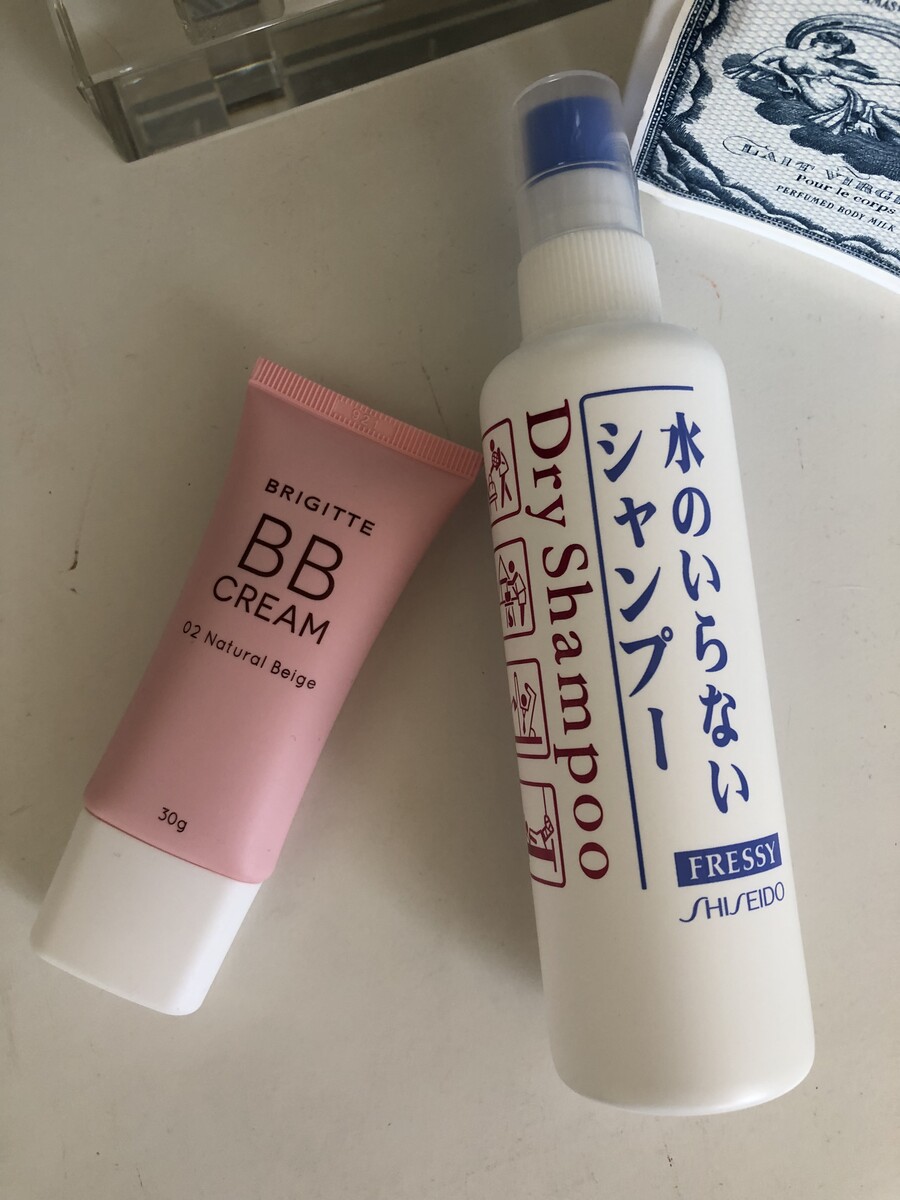 BRIGITTE
BB
CREAM
02 Natural Beige
30g
水のいらない
シャンプー
Dry Shampoo
FRESSY
SHISEIDO
Pour le corps
PERFUMED BODY MILK